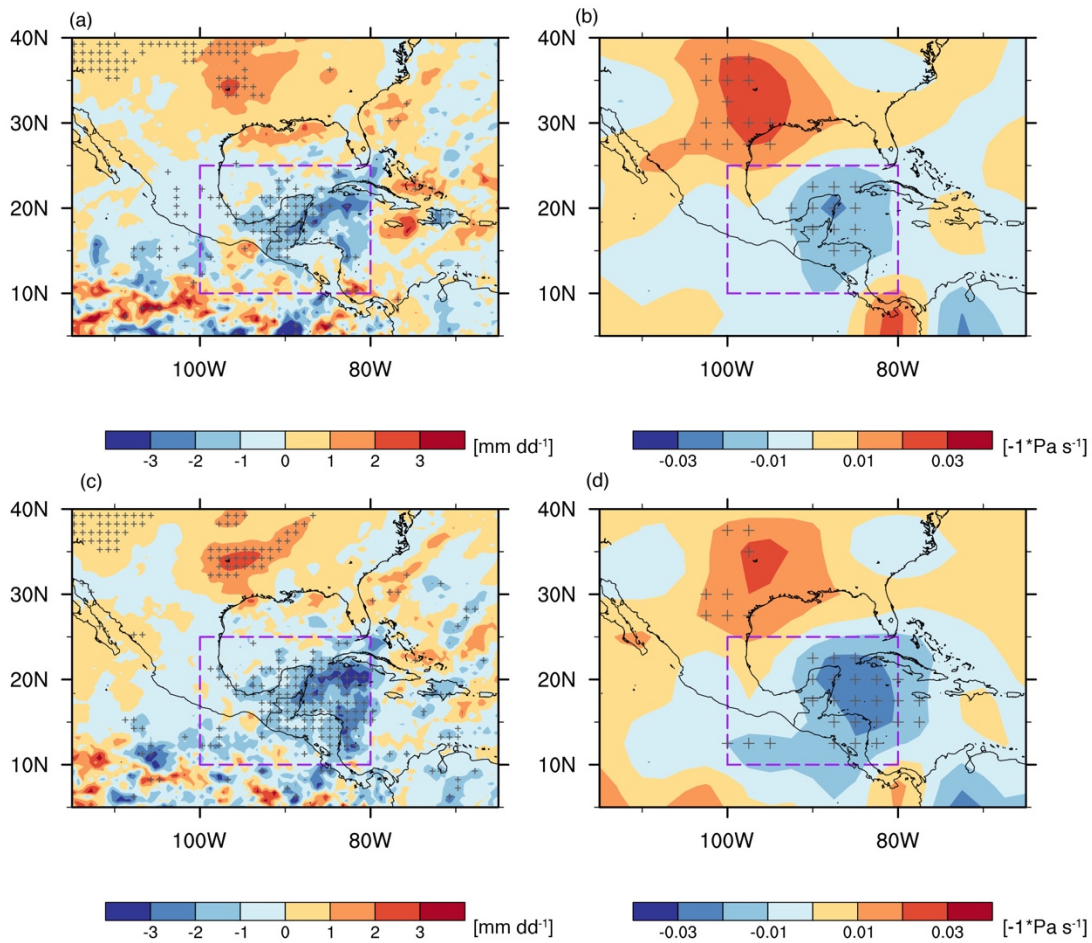 (a)
(b)
40N
30N
20N
10N
100W
80W
40N
30N
20N
10N
100W
80W
-3
-2
-1
0
1
2
3
[mm dd-1]
-0.03
-0.01
0.01
0.03
[-1*Pa s-1]
(c)
(d)
40N
30N
20N
10N
100W
80W
40N
30N
20N
10N
100W
80W
-3
-2
-1
0
1
2
3
[mm dd-1]
-0.03
-0.01
0.01
0.03
[-1*Pa s-1]